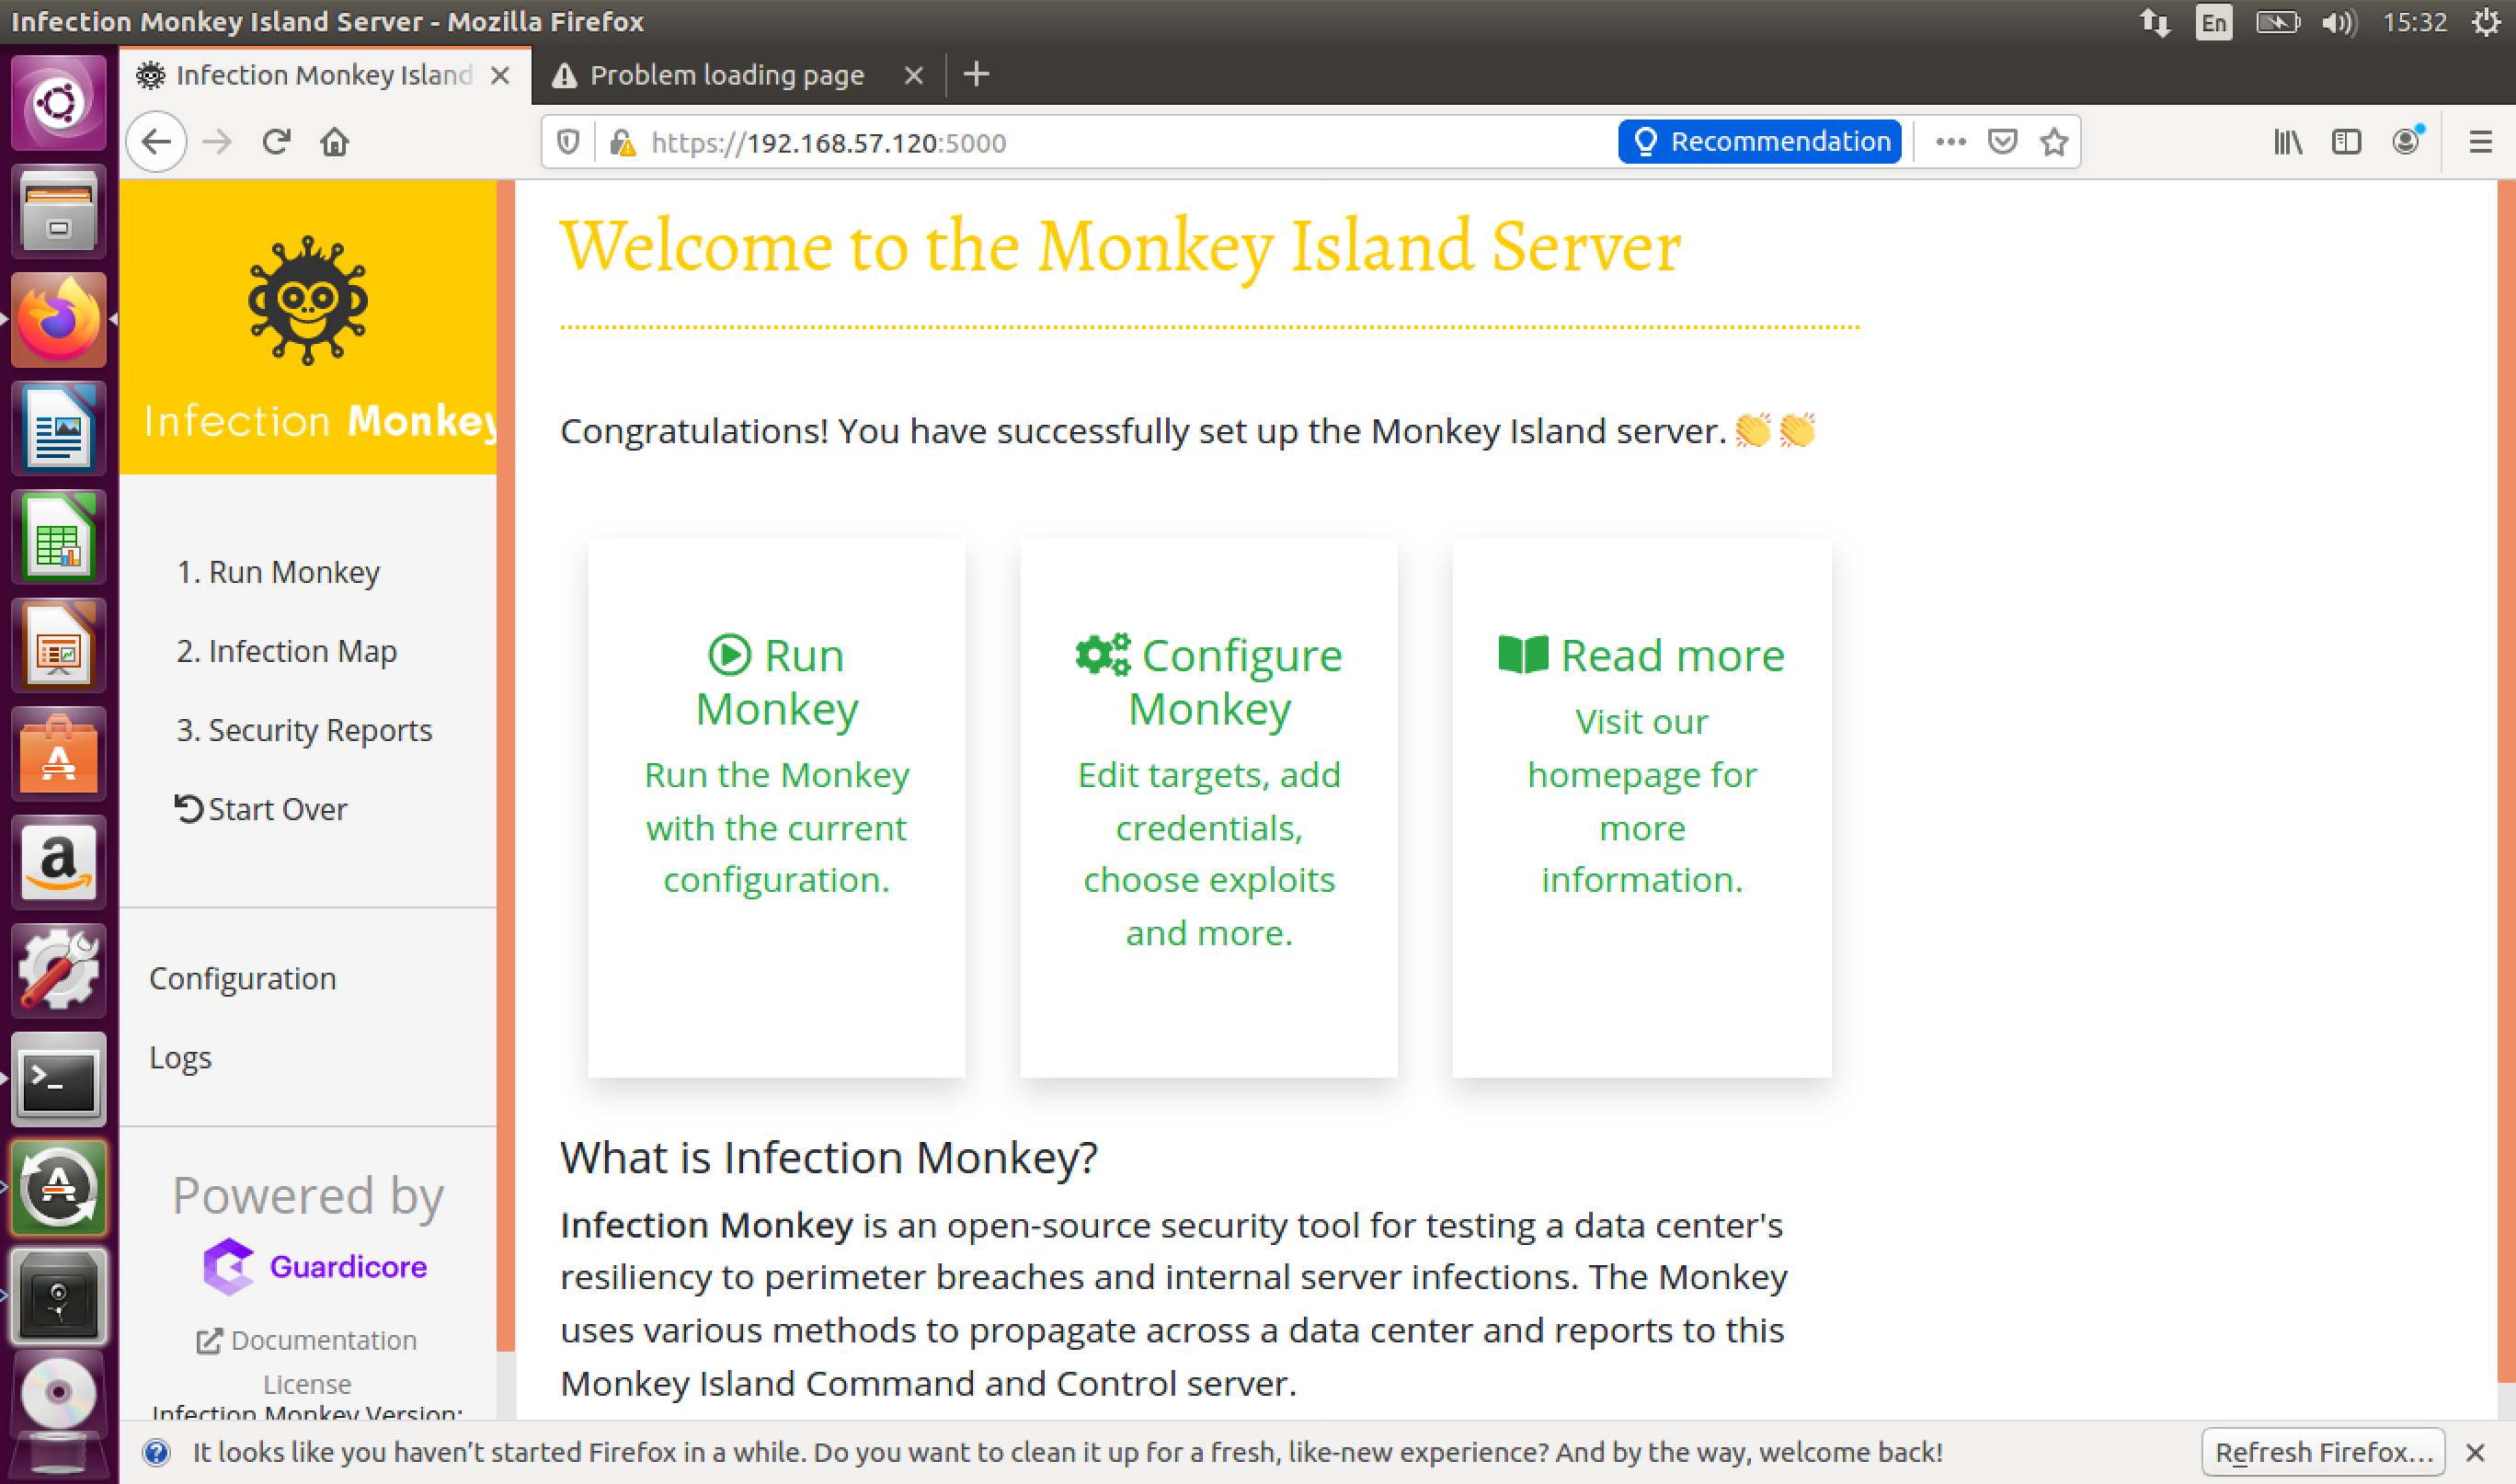 Infection Monkey Island Server - Mozilla Firefox
En
15:32
Infection Monkey Island
Problem loading page
https://192.168.57.120:5000
Recommendation
Infection Monkey
1. Run Monkey
2. Infection Map
3. Security Reports
Start Over
Configuration
Logs
Powered by
Guardicore
Documentation
License
Infection Monkey Version:
Welcome to the Monkey Island Server
Congratulations! You have successfully set up the Monkey Island server. 👏👏
Run
Monkey
Run the Monkey
with the current
configuration.
Configure
Monkey
Edit targets, add
credentials,
choose exploits
and more.
Read more
Visit our
homepage for
more
information.
What is Infection Monkey?
Infection Monkey is an open-source security tool for testing a data center's
resiliency to perimeter breaches and internal server infections. The Monkey
uses various methods to propagate across a data center and reports to this
Monkey Island Command and Control server.
It looks like you haven't started Firefox in a while. Do you want to clean it up for a fresh, like-new experience? And by the way, welcome back!
Refresh Firefox...